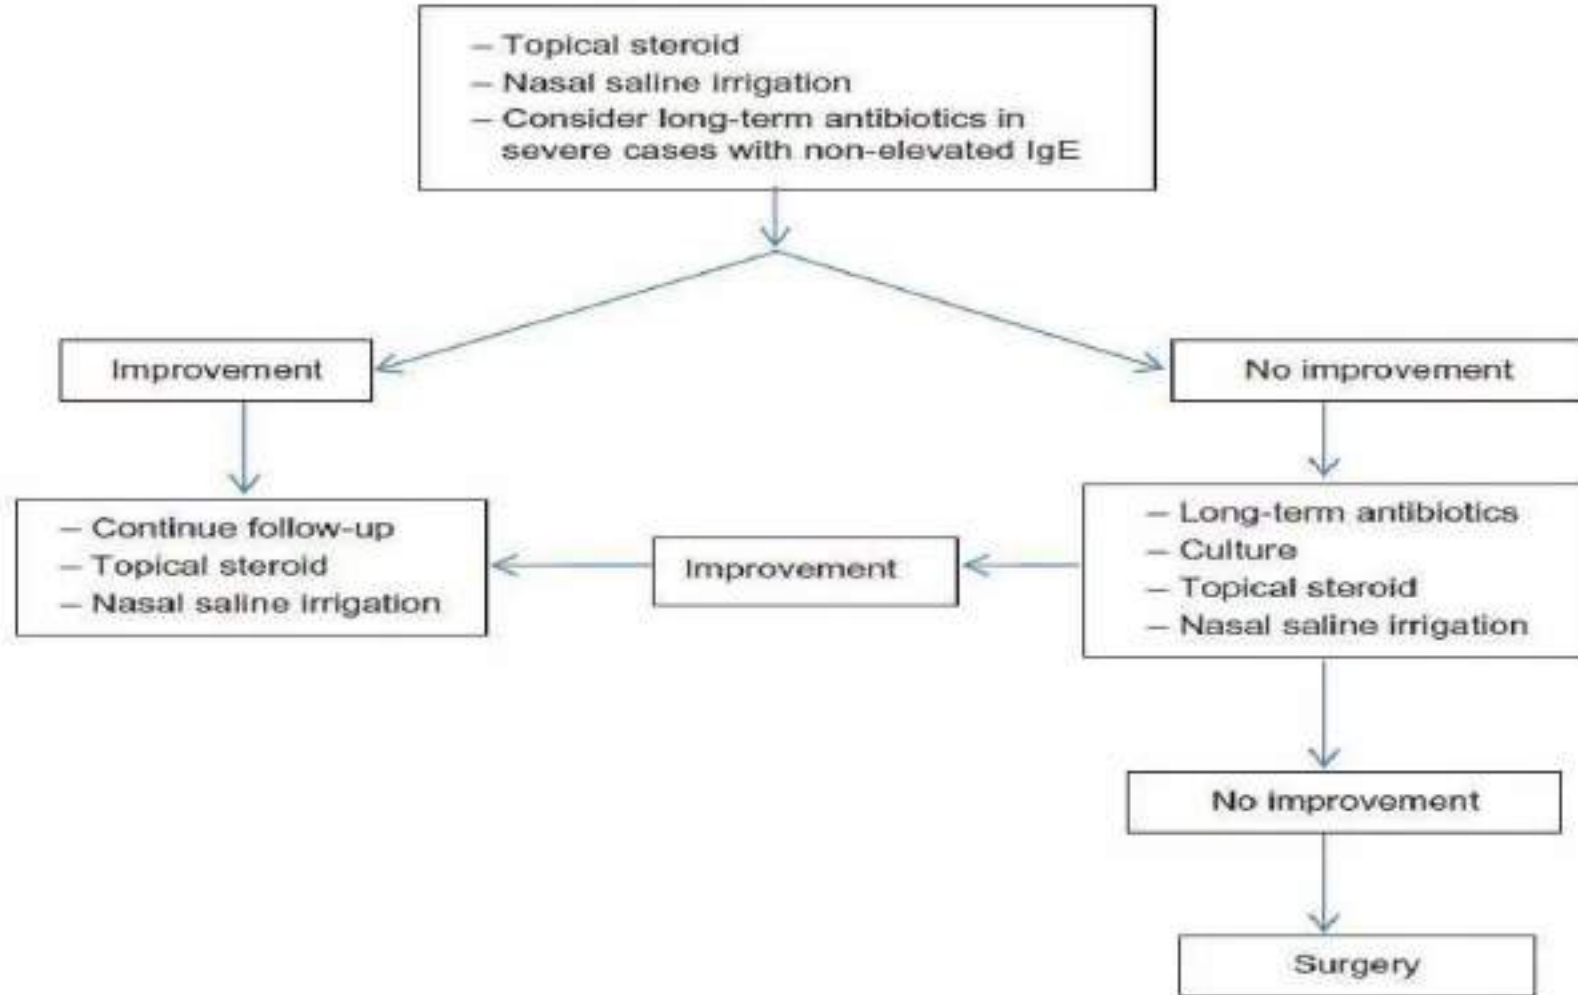 – Topical steroid
– Nasal saline irrigation
– Consider long-term antibiotics in
severe cases with non-elevated IgE
Improvement
No improvement
– Continue follow-up
– Topical steroid
– Nasal saline irrigation
Improvement
– Long-term antibiotics
– Culture
– Topical steroid
– Nasal saline irrigation
No improvement
Surgery